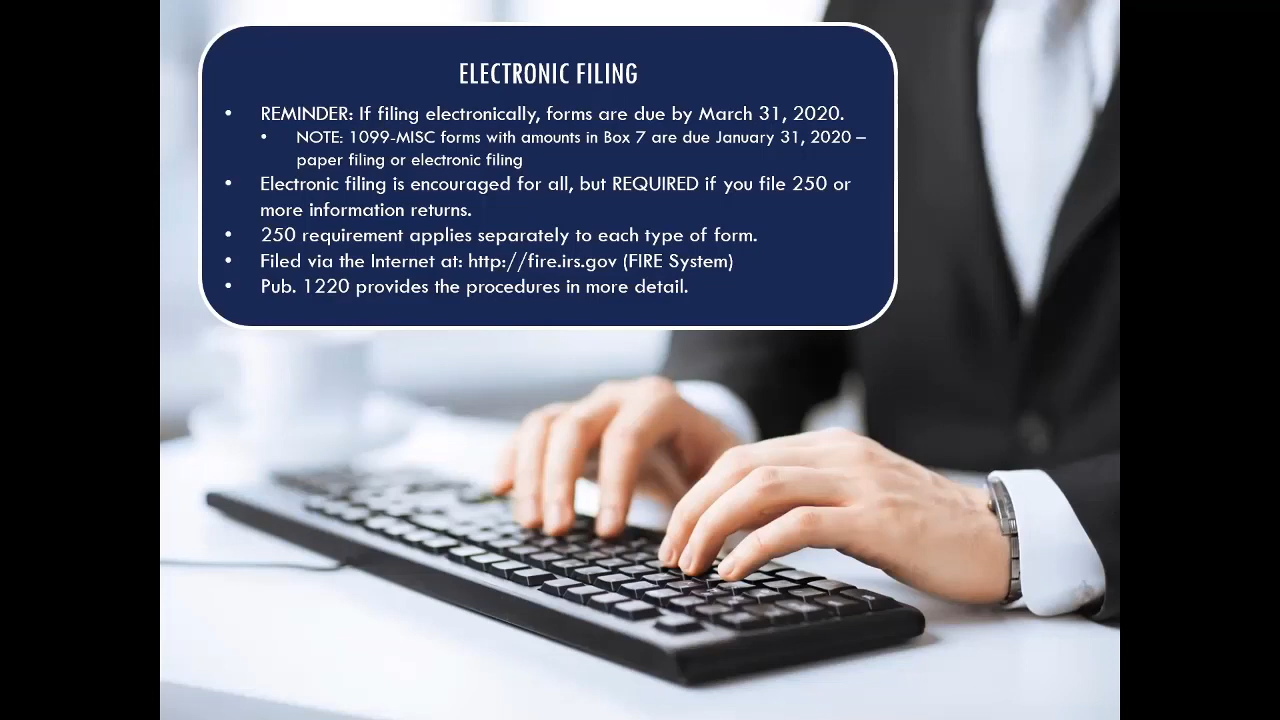 ELECTRONIC FILING
• REMINDER: If filing electronically, forms are due by March 31, 2020.
• NOTE: 1099-MISC forms with amounts in Box 7 are due January 31, 2020 –
paper filing or electronic filing
• Electronic filing is encouraged for all, but REQUIRED if you file 250 or
more information returns.
• 250 requirement applies separately to each type of form.
• Filed via the Internet at: http://fire.irs.gov (FIRE System)
• Pub. 1220 provides the procedures in more detail.